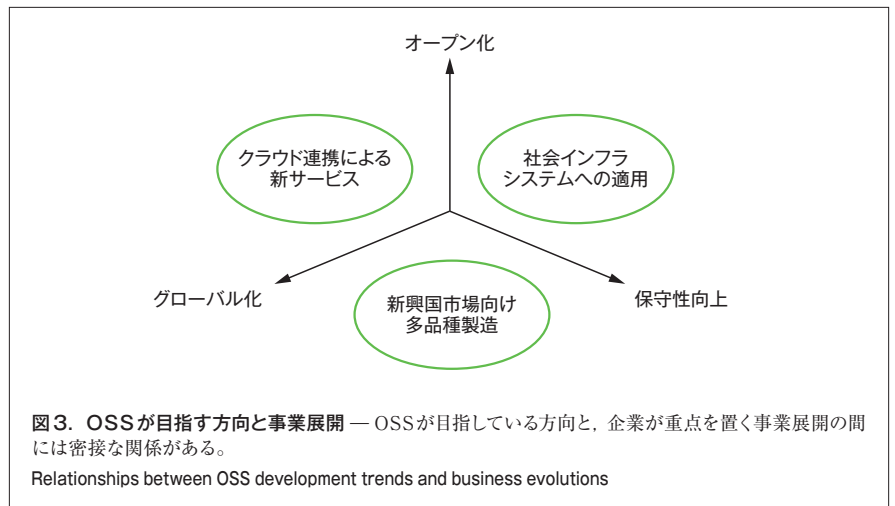 オープン化
クラウド連携による
新サービス
社会インフラ
システムへの適用
グローバル化
新興国市場向け
多品種製造
保守性向上
図3. OSSが目指す方向と事業展開 — OSSが目指している方向と，企業が重点を置く事業展開の間
には密接な関係がある。
Relationships between OSS development trends and business evolutions